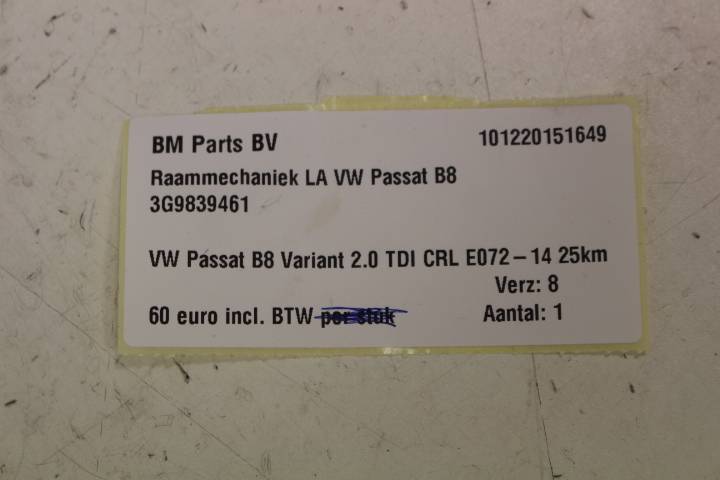 BM Parts BV 101220151649
Raammechaniek LA VW Passat B8
3G9839461
VW Passat B8 Variant 2.0 TDI CRL E072 – 14 25km
Verz: 8
60 euro incl. BTW per stuk Aantal: 1